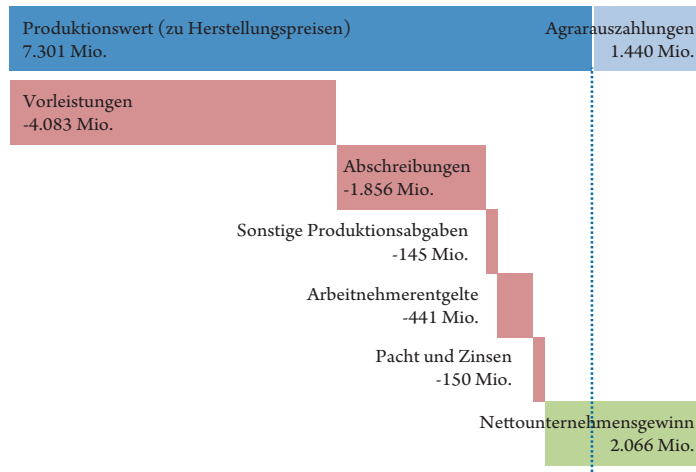 Produktionswert (zu Herstellungspreisen)
7.301 Mio.
Agrarauszahlungen
1.440 Mio.
Vorleistungen
-4.083 Mio.
Abschreibungen
-1.856 Mio.
Sonstige Produktionsabgaben
-145 Mio.
Arbeitnehmerentgelte
-441 Mio.
Pacht und Zinsen
-150 Mio.
Nettounternehmensgewinn
2.066 Mio.